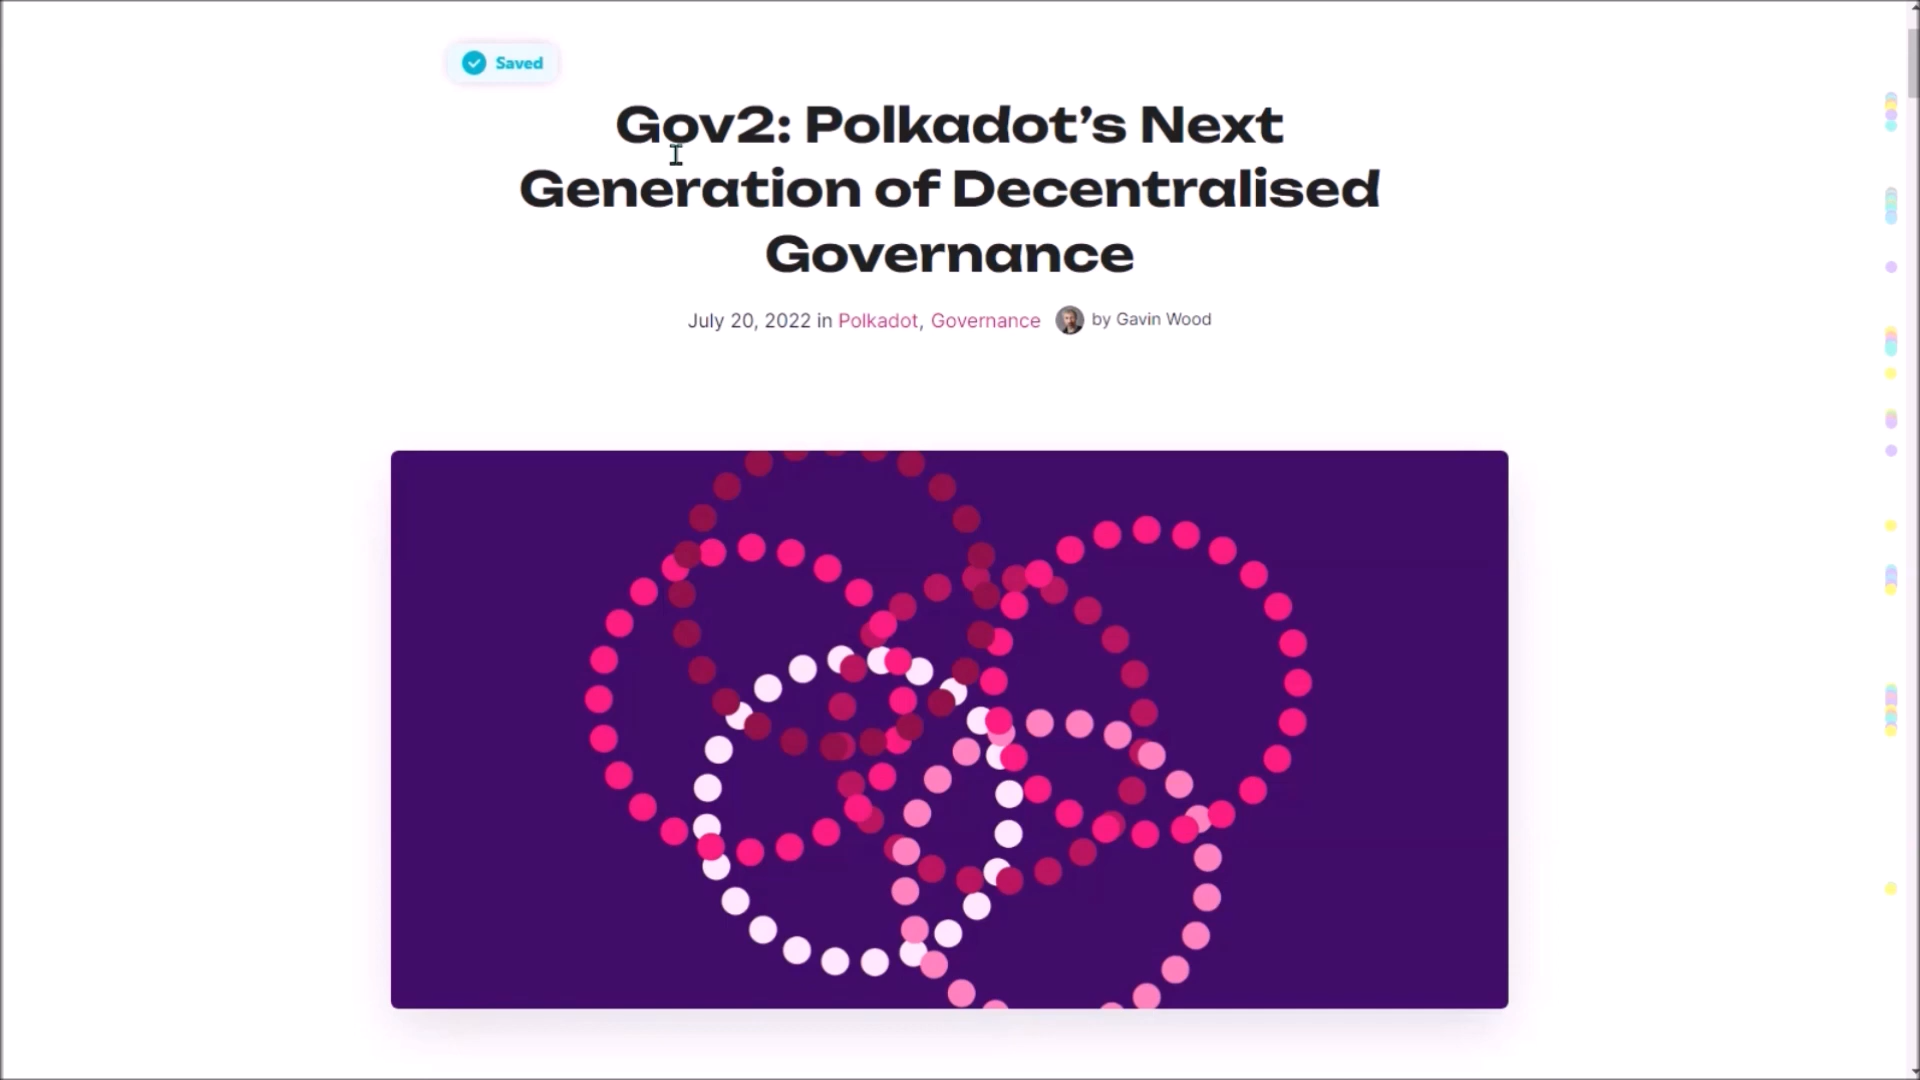 Saved
Gov2: Polkadot’s Next
Generation of Decentralised
Governance
July 20, 2022 in Polkadot, Governance by Gavin Wood